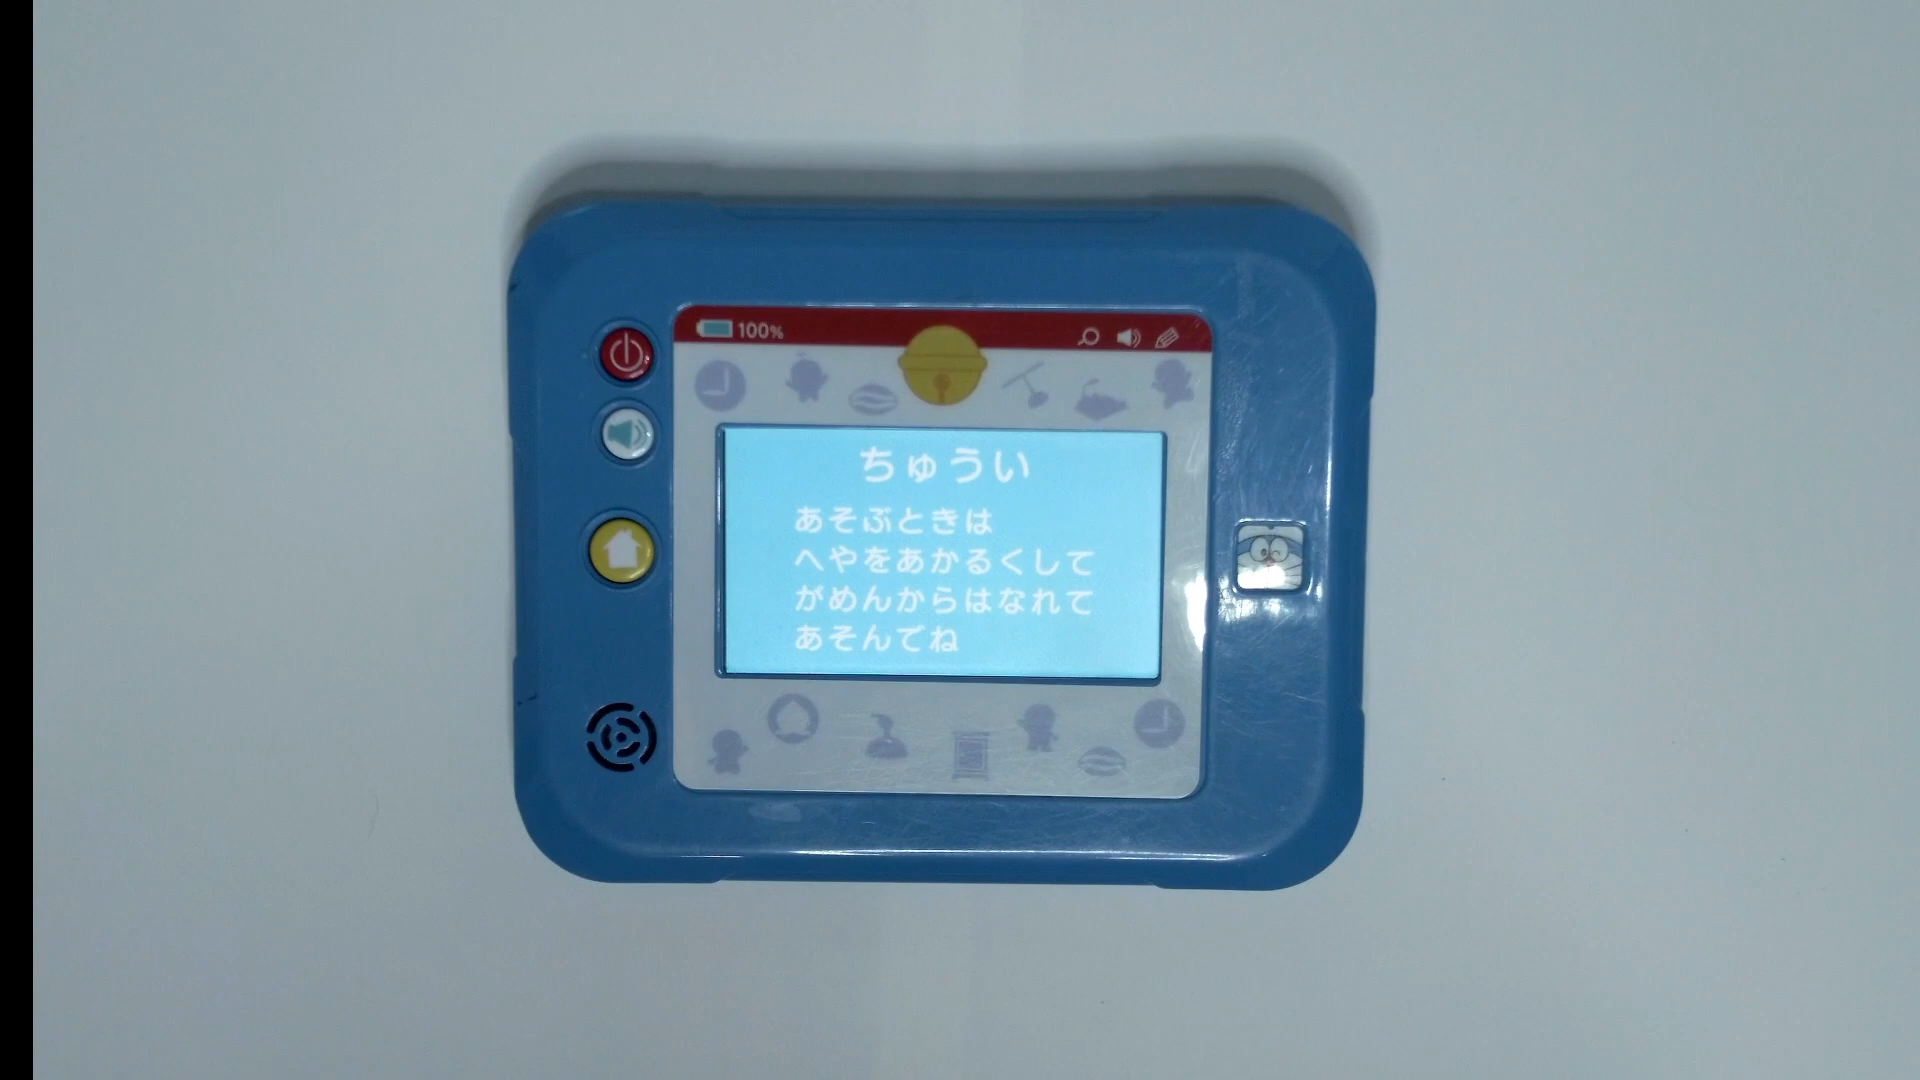 100%
ちゅうい
あそぶときは
へやをあかるくして
がめんからはなれて
あそんでね